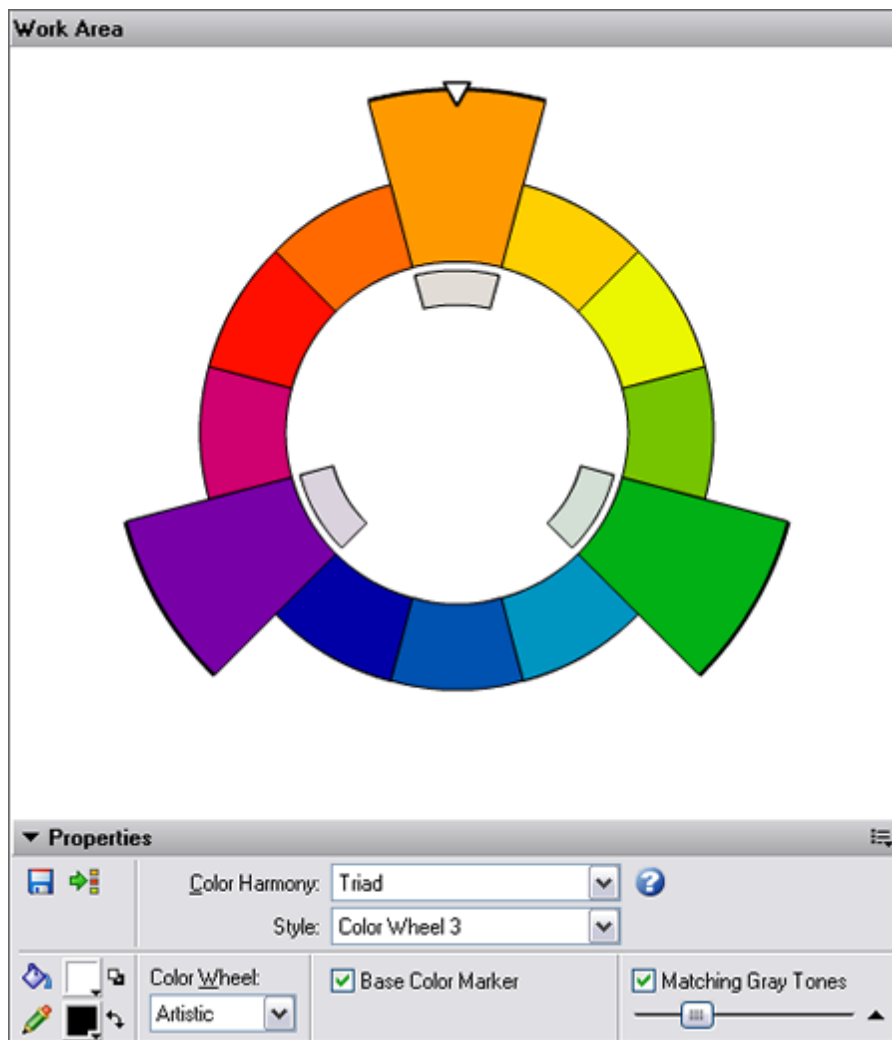 Work Area
Properties
Color Harmony: Triad
Style: Color Wheel 3
Color Wheel: Base Color Marker Matching Gray Tones
Artistic